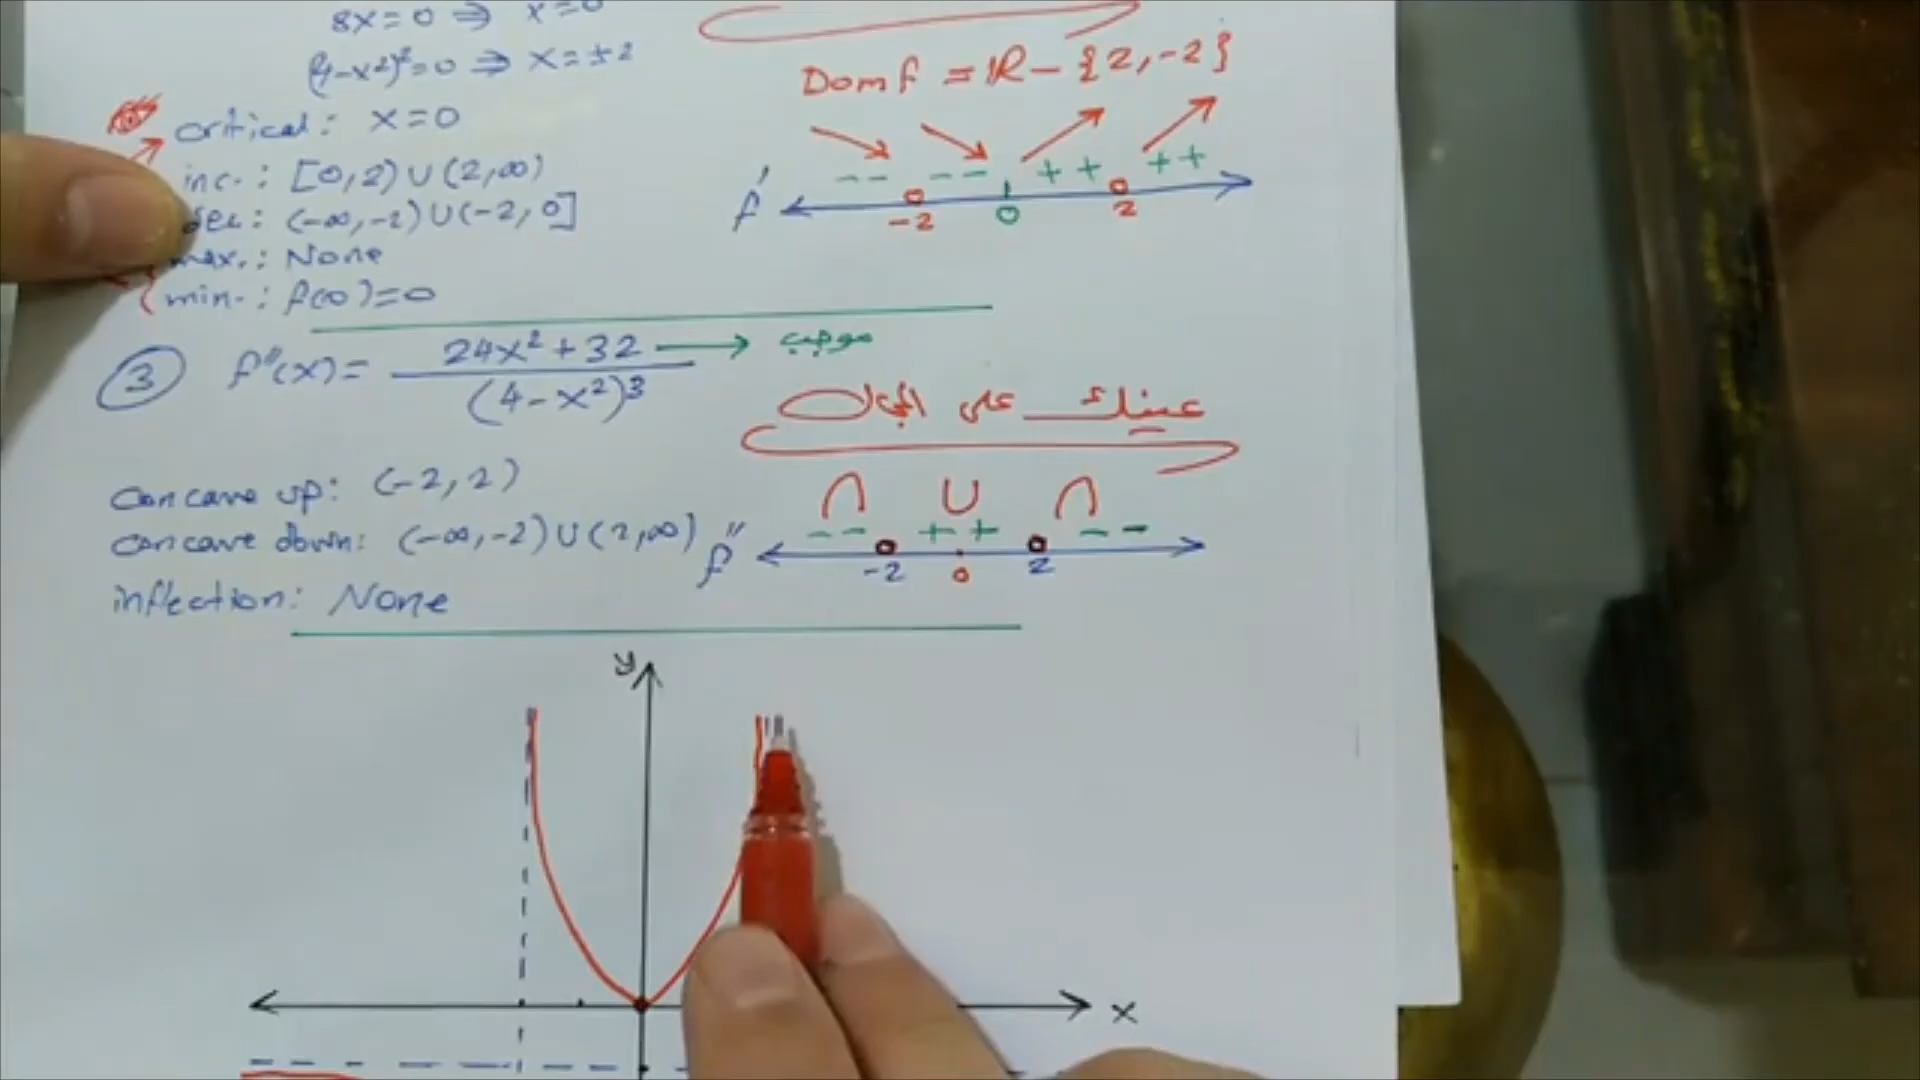 8x=0 ⇒ x=0
(4-x²)²=0 ⇒ x=±2
Dom f = ℝ - {2,-2}
critical: x=0
inc.: [0,2)∪(2,∞)
dec: (-∞,-2)∪(-2,0]
max.: None
min.: f(0)=0
f' -- -- ++ ++
-2 0 2
③ f''(x)= 24x²+32 → موجب
(4-x²)³
عينك على المجال
concave up: (-2,2)
concave down: (-∞,-2)∪(2,∞)
inflection: None
∩ ∪ ∩
f'' -- ++ --
-2 0 2
y
x